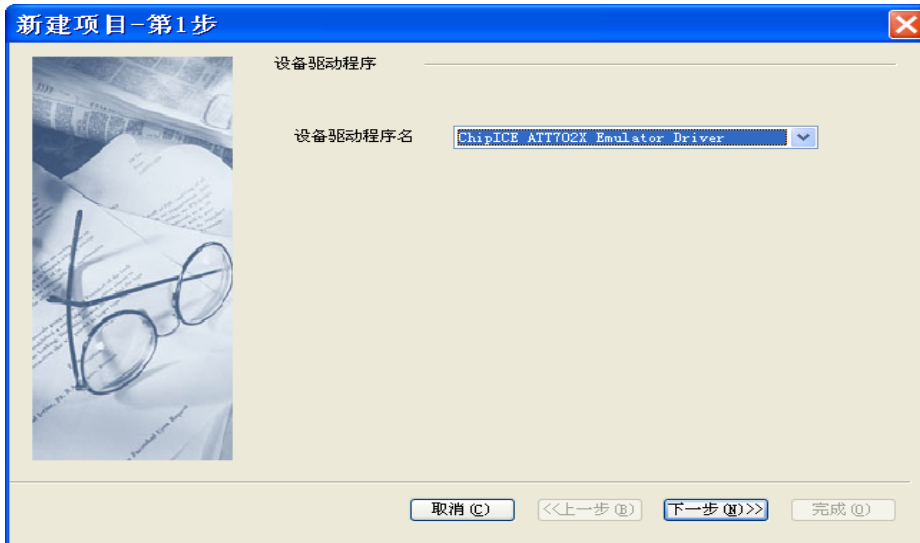 新建项目-第1步
设备驱动程序
设备驱动程序名 ChipICE ATT702X Emulator Driver
取消(C) <<上一步(B) 下一步(N)>> 完成(O)